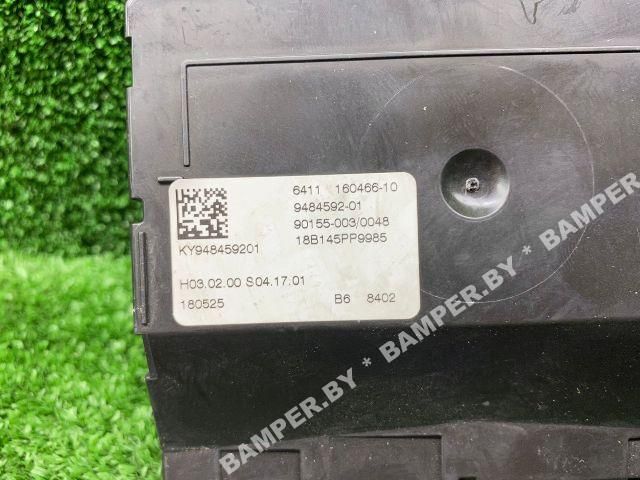 6411 160466-10
9484592-01
90155-003/0048
18B145PP9985
KY948459201
H03.02.00 S04.17.01
180525 B6 8402
BAMPER.BY * BAMPER.BY * BAMPER.BY